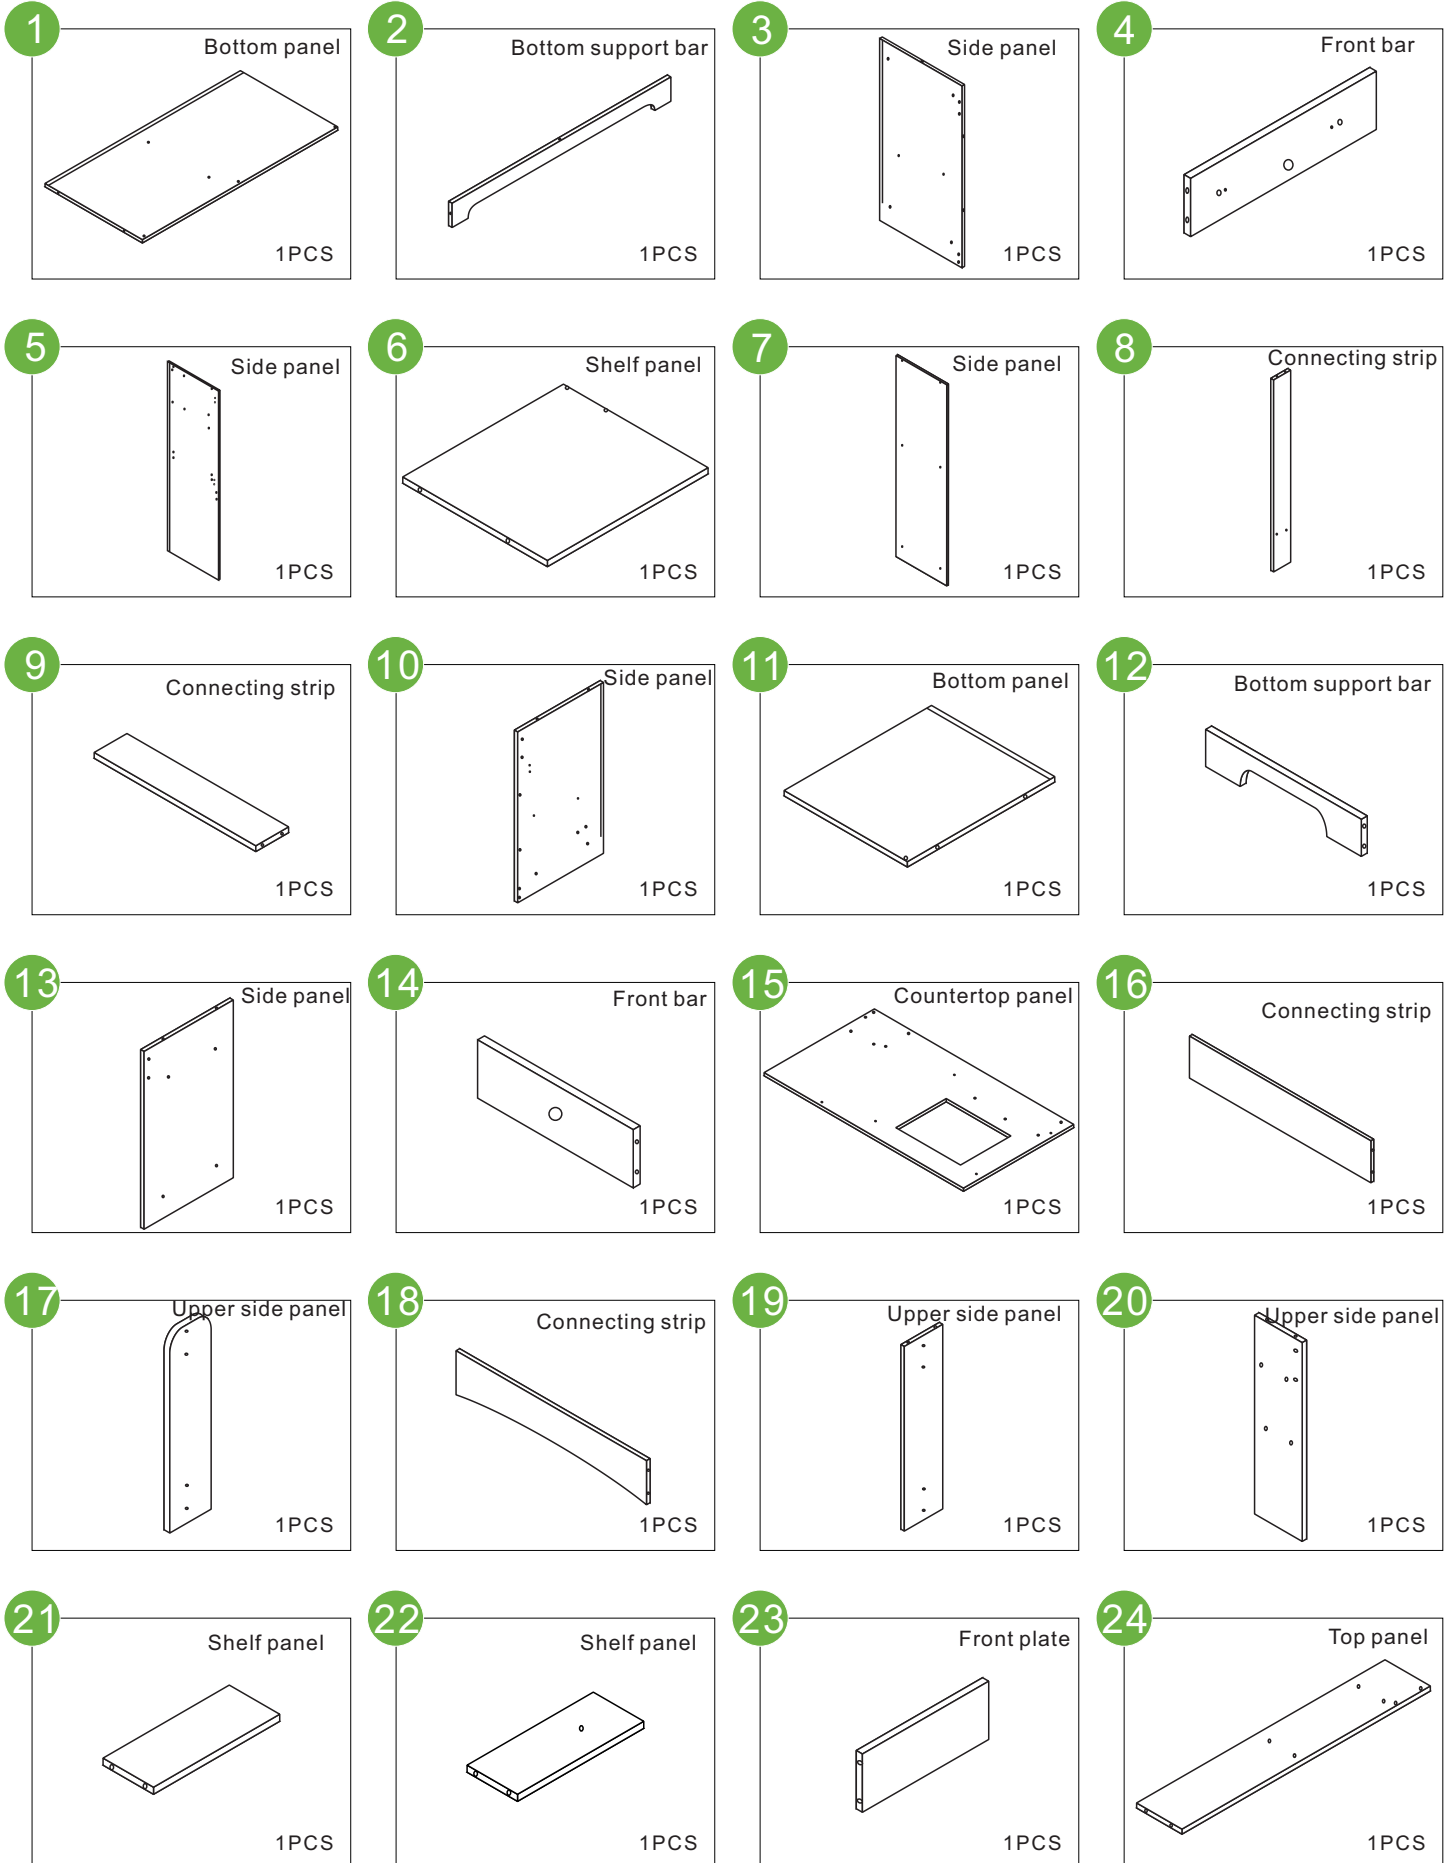 1
Bottom panel
1PCS
2
Bottom support bar
1PCS
3
Side panel
1PCS
4
Front bar
1PCS
5
Side panel
1PCS
6
Shelf panel
1PCS
7
Side panel
1PCS
8
Connecting strip
1PCS
9
Connecting strip
1PCS
10
Side panel
1PCS
11
Bottom panel
1PCS
12
Bottom support bar
1PCS
13
Side panel
1PCS
14
Front bar
1PCS
15
Countertop panel
1PCS
16
Connecting strip
1PCS
17
Upper side panel
1PCS
18
Connecting strip
1PCS
19
Upper side panel
1PCS
20
Upper side panel
1PCS
21
Shelf panel
1PCS
22
Shelf panel
1PCS
23
Front plate
1PCS
24
Top panel
1PCS